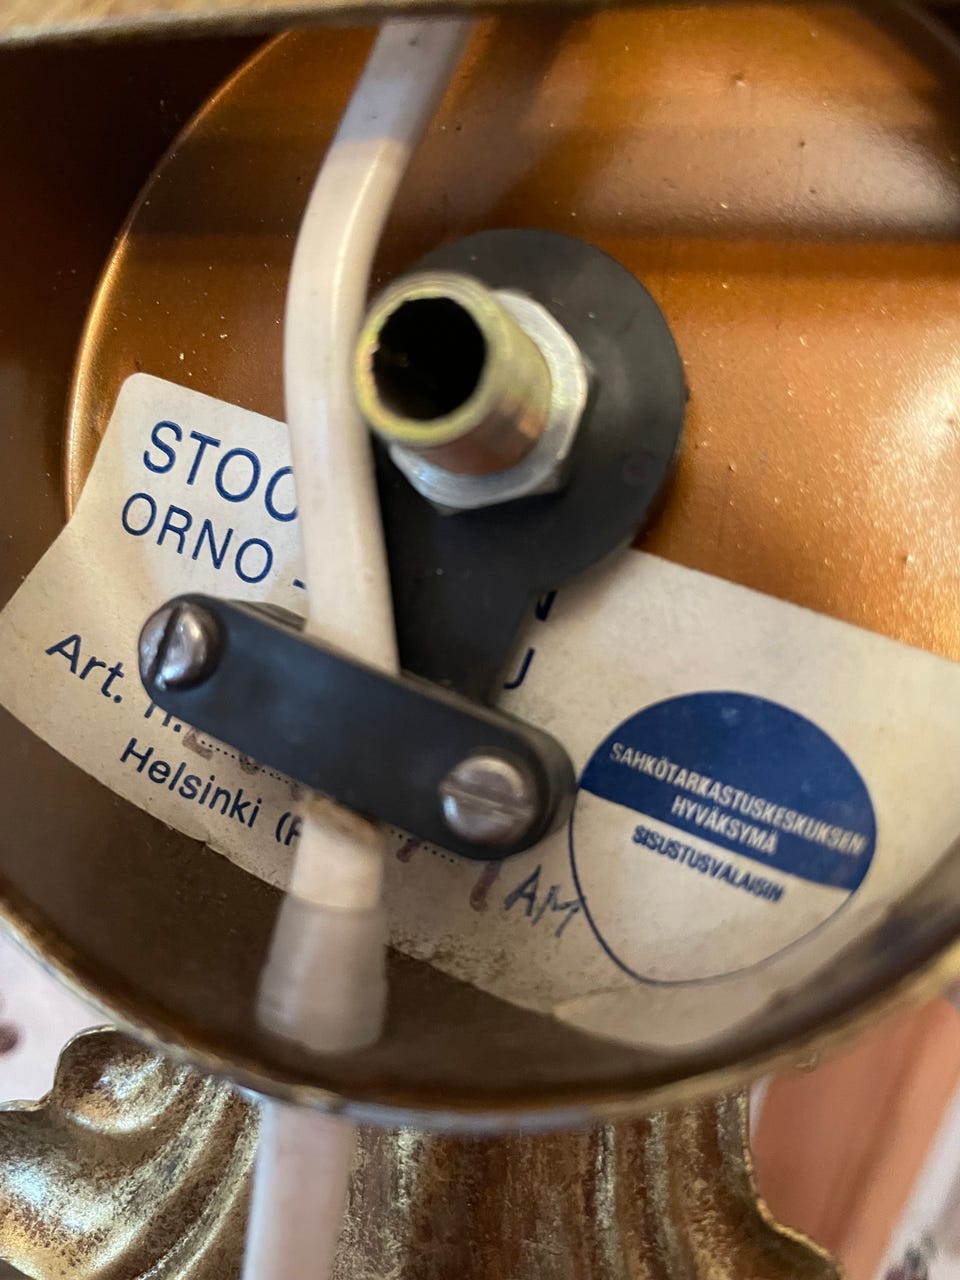 STOC
ORNO -
Art.
Helsinki (
AM
SÄHKÖTARKASTUSKESKUKSEN
HYVÄKSYMÄ
SISUSTUSVALAISIN